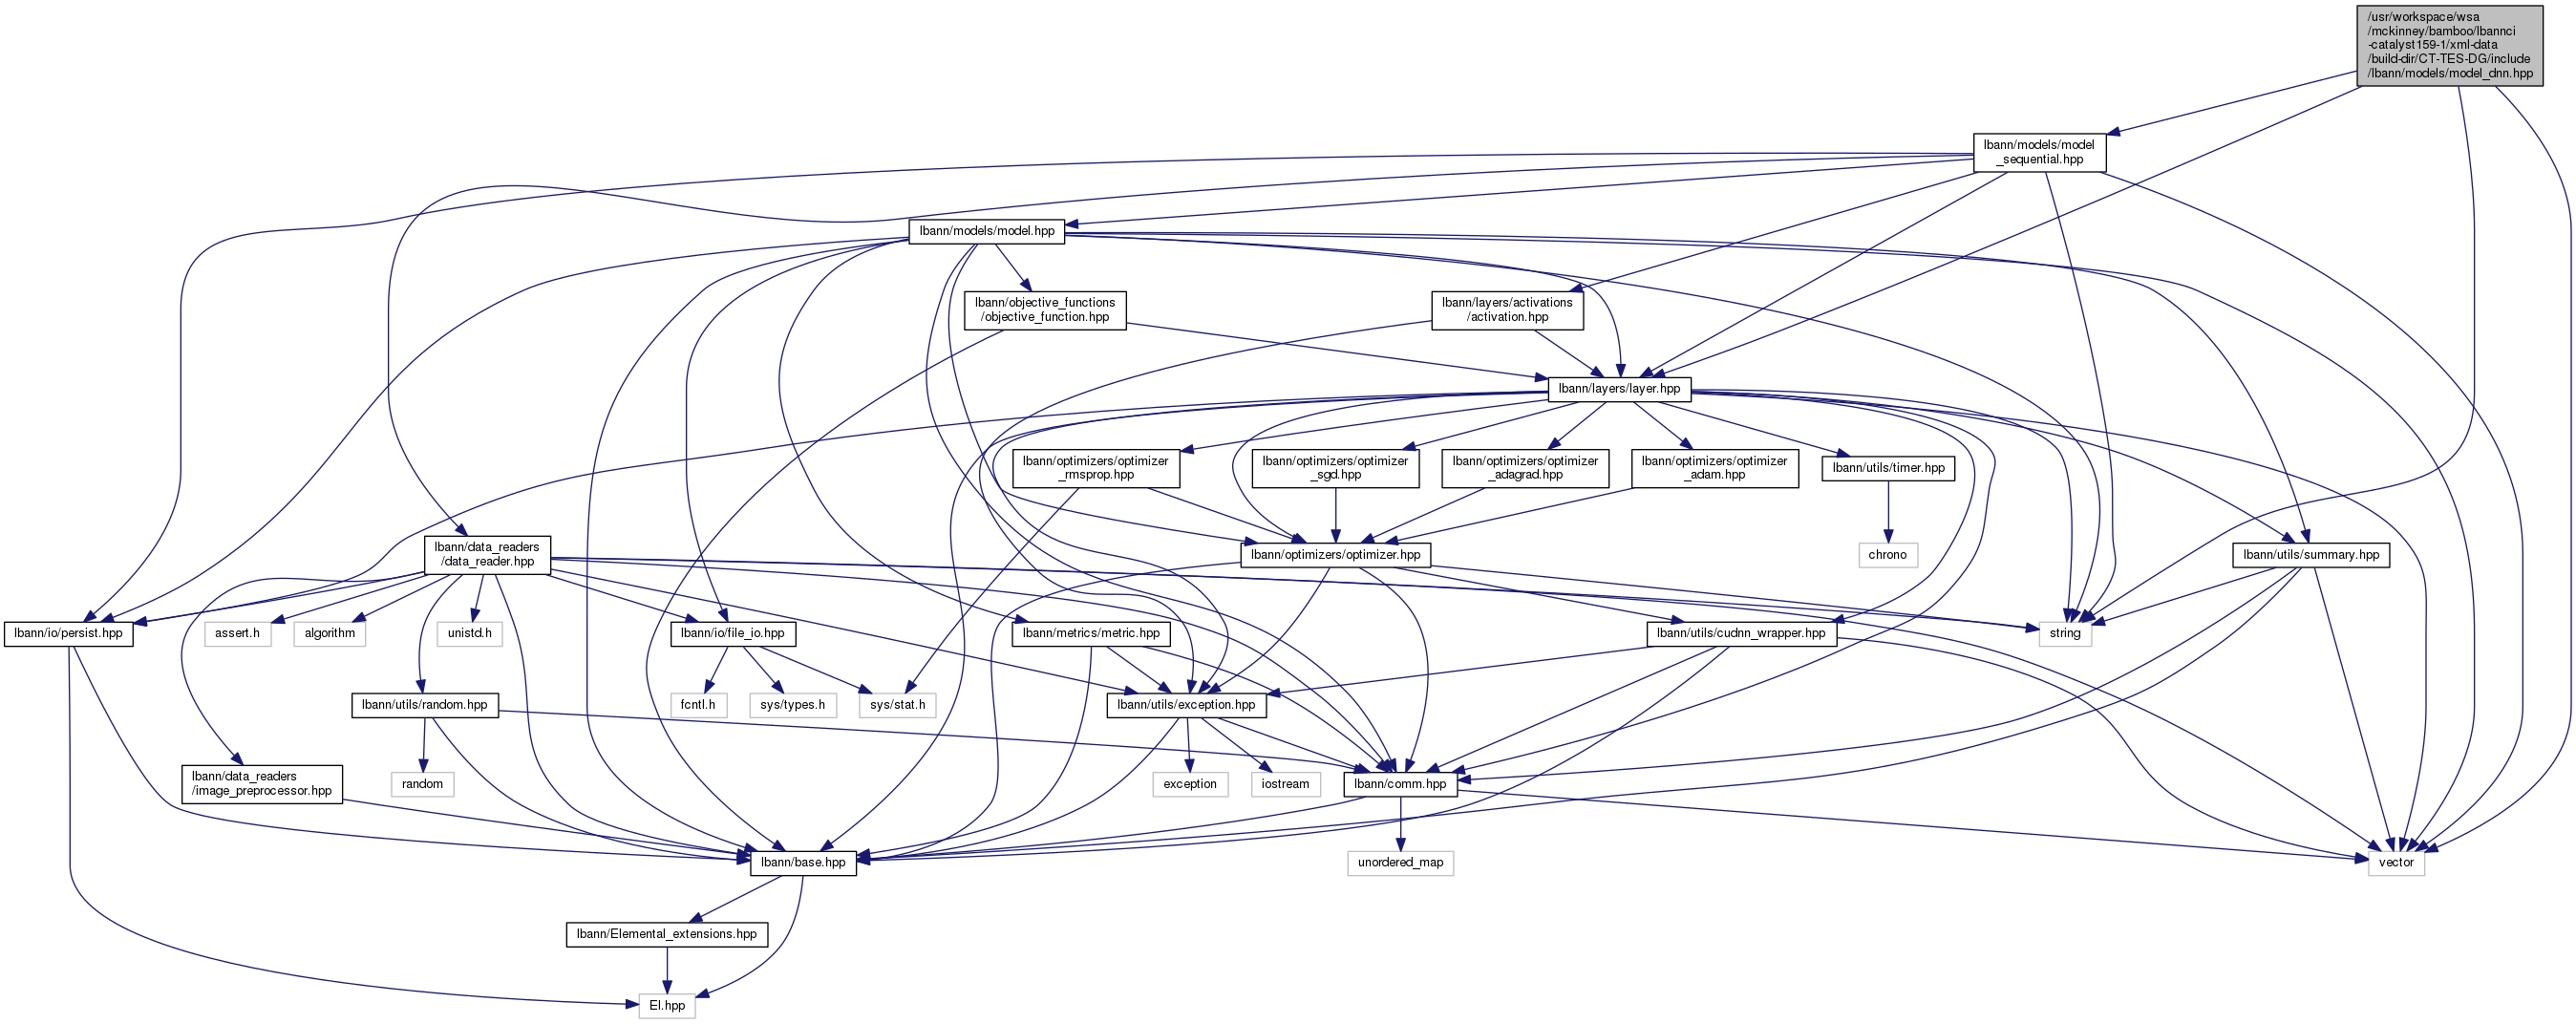 /usr/workspace/wsa
/mckinney/bamboo/lbannci
-catalyst159-1/xml-data
/build-dir/CT-TES-DG/include
/lbann/models/model_dnn.hpp
lbann/models/model
_sequential.hpp
lbann/models/model.hpp
lbann/objective_functions
/objective_function.hpp
lbann/layers/activations
/activation.hpp
lbann/layers/layer.hpp
lbann/optimizers/optimizer
_rmsprop.hpp
lbann/optimizers/optimizer
_sgd.hpp
lbann/optimizers/optimizer
_adagrad.hpp
lbann/optimizers/optimizer
_adam.hpp
lbann/utils/timer.hpp
lbann/data_readers
/data_reader.hpp
lbann/optimizers/optimizer.hpp
chrono
lbann/utils/summary.hpp
lbann/io/persist.hpp
assert.h
algorithm
unistd.h
lbann/io/file_io.hpp
lbann/metrics/metric.hpp
lbann/utils/cudnn_wrapper.hpp
string
lbann/utils/random.hpp
fcntl.h
sys/types.h
sys/stat.h
lbann/utils/exception.hpp
lbann/data_readers
/image_preprocessor.hpp
random
exception
iostream
lbann/comm.hpp
lbann/base.hpp
unordered_map
vector
lbann/Elemental_extensions.hpp
El.hpp